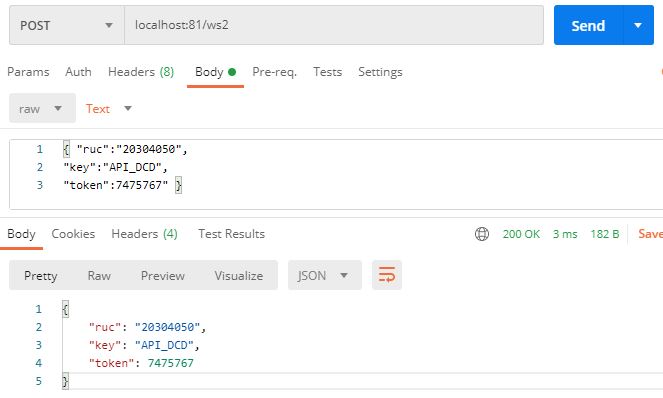 POST localhost:81/ws2 Send
Params Auth Headers (8) Body Pre-req. Tests Settings
raw Text
1 { "ruc":"20304050",
2 "key":"API_DCD",
3 "token":7475767" }
Body Cookies Headers (4) Test Results 200 OK 3 ms 182 B Save
Pretty Raw Preview Visualize JSON
1 {
2 "ruc": "20304050",
3 "key": "API_DCD",
4 "token": 7475767
5 }